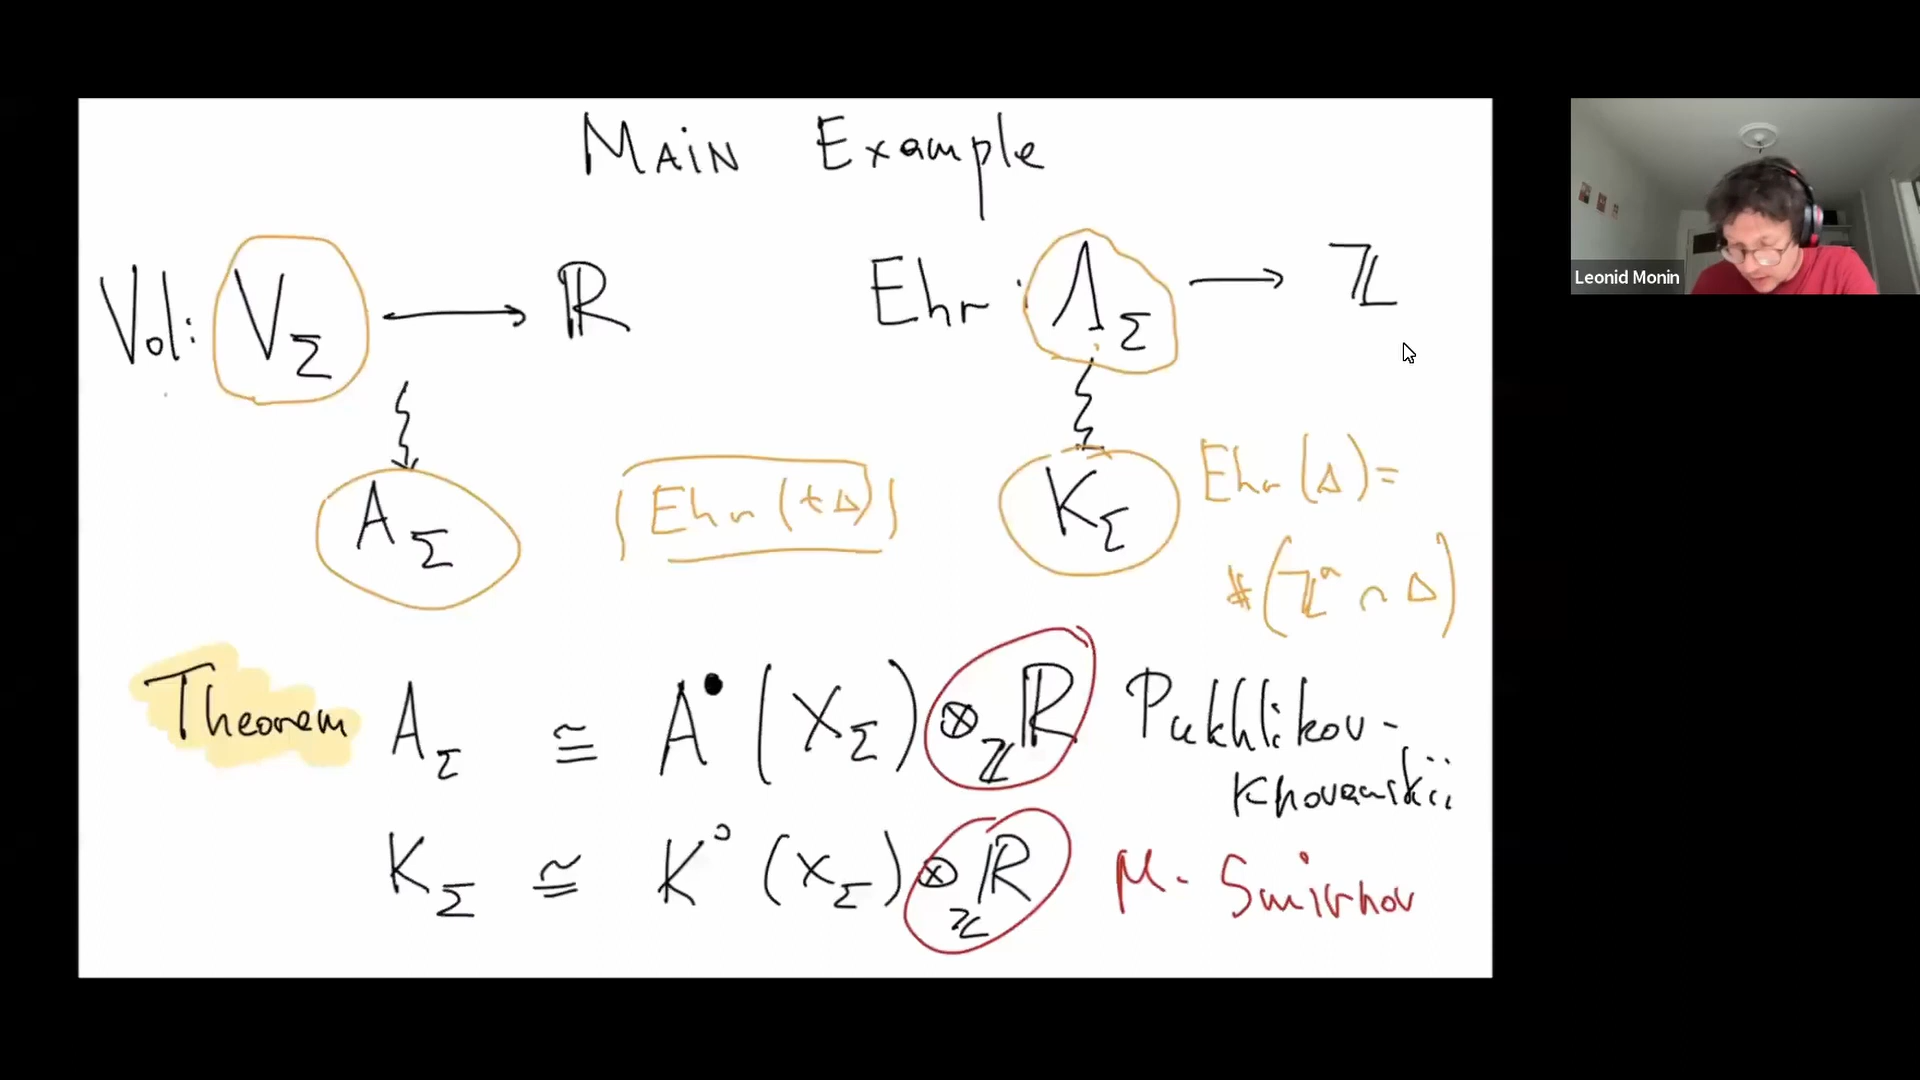 Main Example
Vol: V_Σ ⟷ ℝ
Ehr : Λ_Σ ⟶ ℤ
A_Σ
Ehr(tΔ)
K_Σ
Ehr(Δ)=
#(ℤⁿ ∩ Δ)
Theorem A_Σ ≅ A^•(X_Σ) ⊗_ℤ ℝ Pukhlikov-
Khovanskii
K_Σ ≅ K^0(X_Σ) ⊗_ℤ ℝ M. Smirnov
Leonid Monin